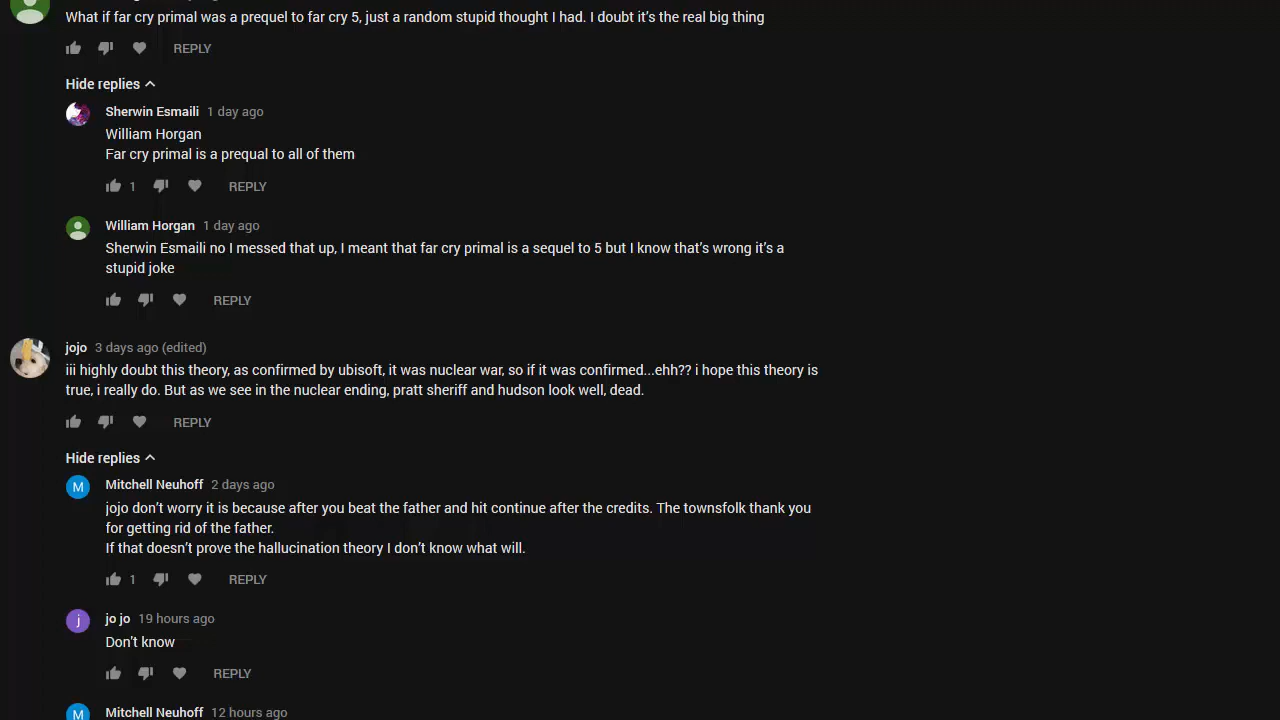 What if far cry primal was a prequel to far cry 5, just a random stupid thought I had. I doubt it's the real big thing
REPLY
Hide replies
Sherwin Esmaili 1 day ago
William Horgan
Far cry primal is a prequal to all of them
1 REPLY
William Horgan 1 day ago
Sherwin Esmaili no I messed that up, I meant that far cry primal is a sequel to 5 but I know that's wrong it's a
stupid joke
REPLY
jojo 3 days ago (edited)
iii highly doubt this theory, as confirmed by ubisoft, it was nuclear war, so if it was confirmed...ehh?? i hope this theory is
true, i really do. But as we see in the nuclear ending, pratt sheriff and hudson look well, dead.
REPLY
Hide replies
M Mitchell Neuhoff 2 days ago
jojo don't worry it is because after you beat the father and hit continue after the credits. The townsfolk thank you
for getting rid of the father.
If that doesn't prove the hallucination theory I don't know what will.
1 REPLY
j jo jo 19 hours ago
Don't know
REPLY
M Mitchell Neuhoff 12 hours ago